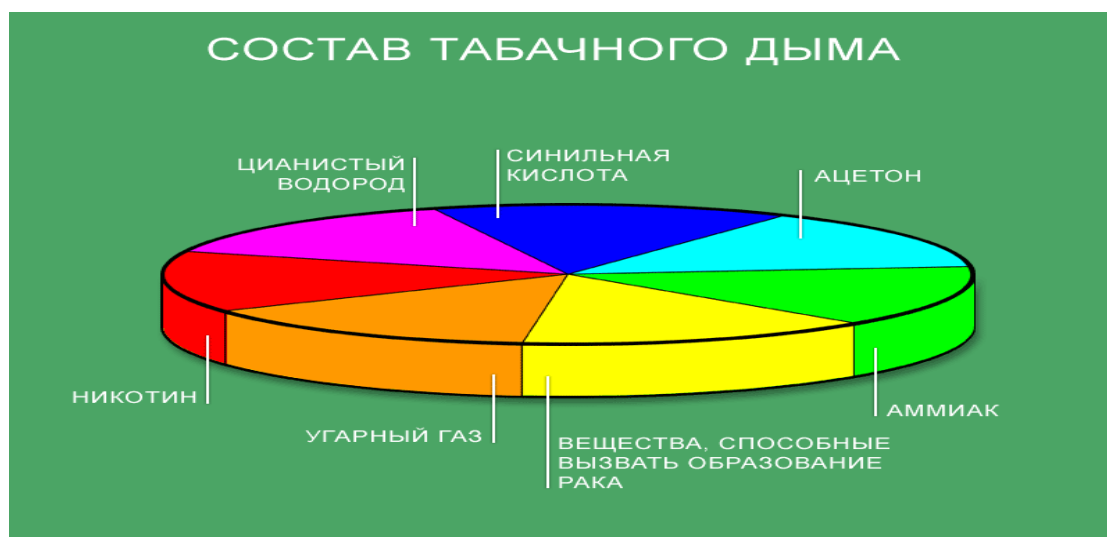 СОСТАВ ТАБАЧНОГО ДЫМА
ЦИАНИСТЫЙ
ВОДОРОД
СИНИЛЬНАЯ
КИСЛОТА
АЦЕТОН
НИКОТИН
УГАРНЫЙ ГАЗ
ВЕЩЕСТВА, СПОСОБНЫЕ
ВЫЗВАТЬ ОБРАЗОВАНИЕ
РАКА
АММИАК